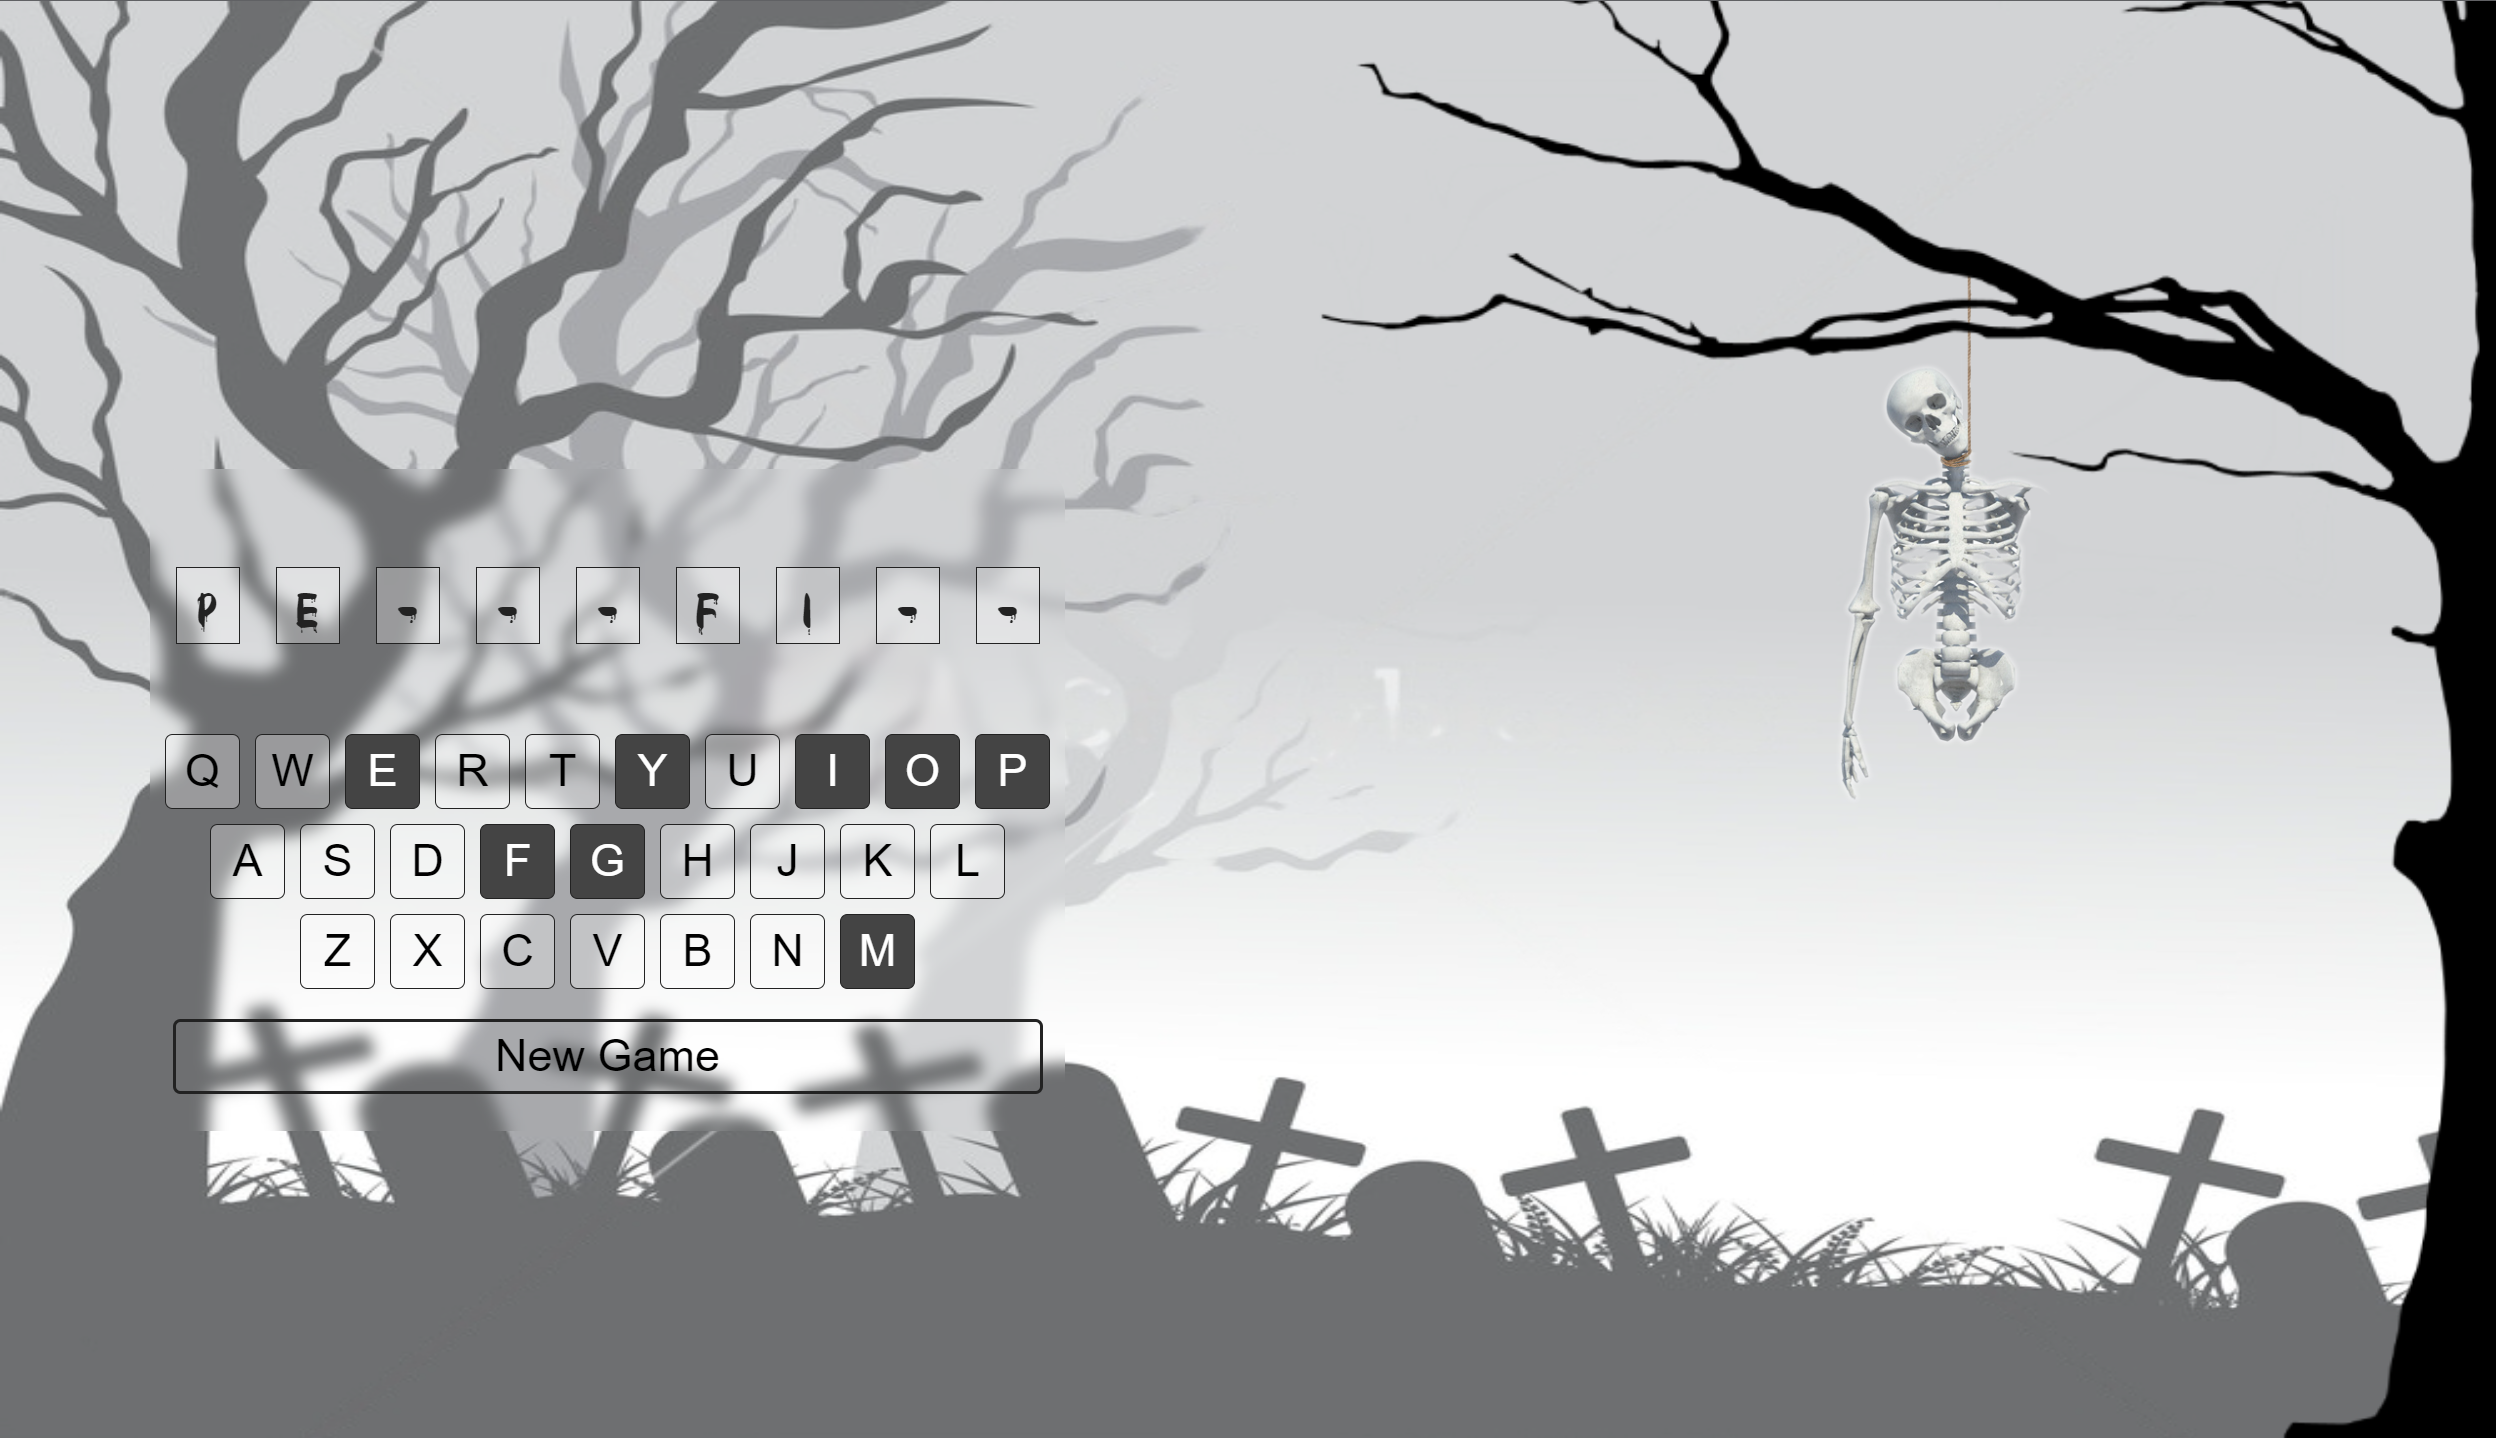 P E - - - F I - -
Q W E R T Y U I O P
A S D F G H J K L
Z X C V B N M
New Game